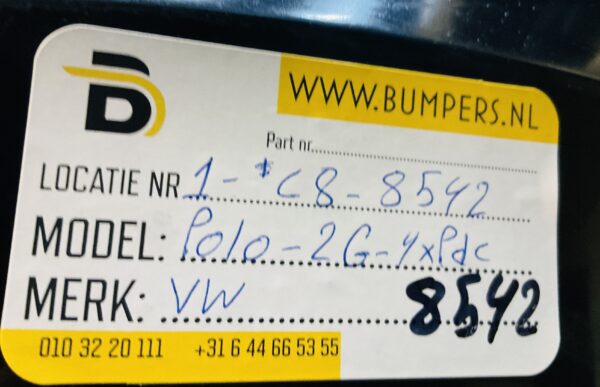 B
WWW.BUMPERS.NL
Part nr.
LOCATIE NR 1-*C8-8542
MODEL: Polo-2G-4xPdc
MERK: VW 8542
010 32 20 111 +31 6 44 66 53 55